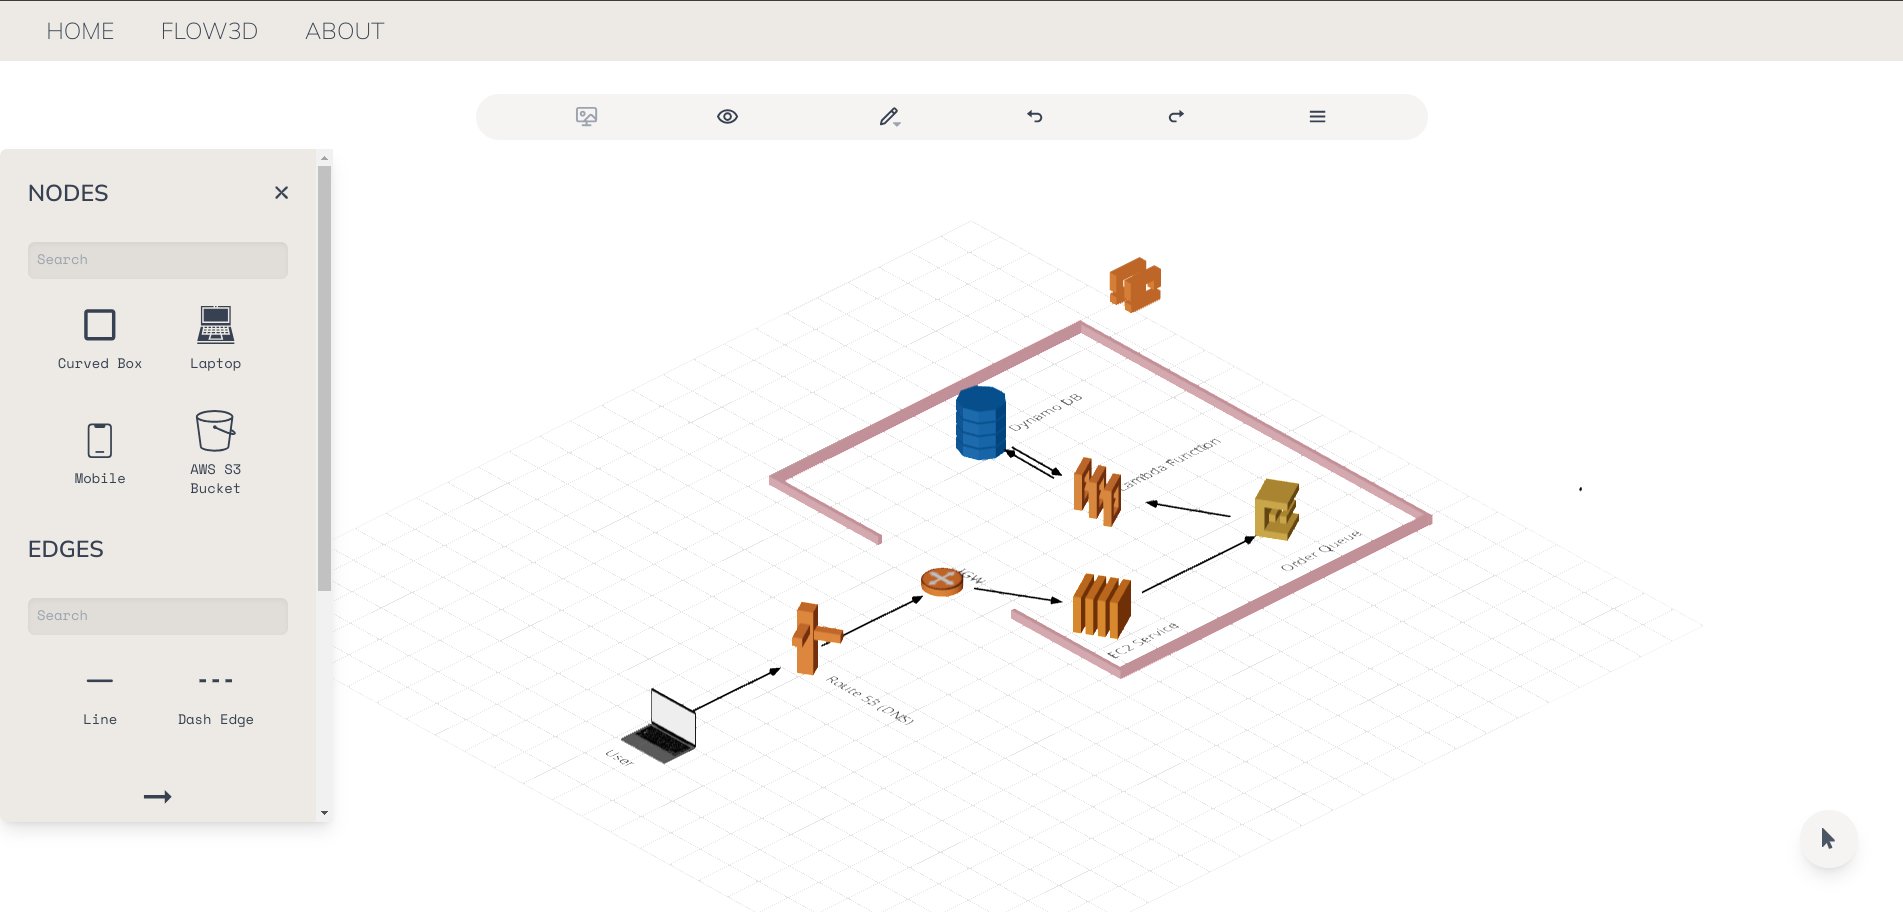 HOME FLOW3D ABOUT
NODES
Search
Curved Box Laptop
Mobile AWS S3
Bucket
EDGES
Search
Line Dash Edge
Dynamo DB
Lambda Function
Order Queue
IGW
EC2 Service
Route 53 (DNS)
User